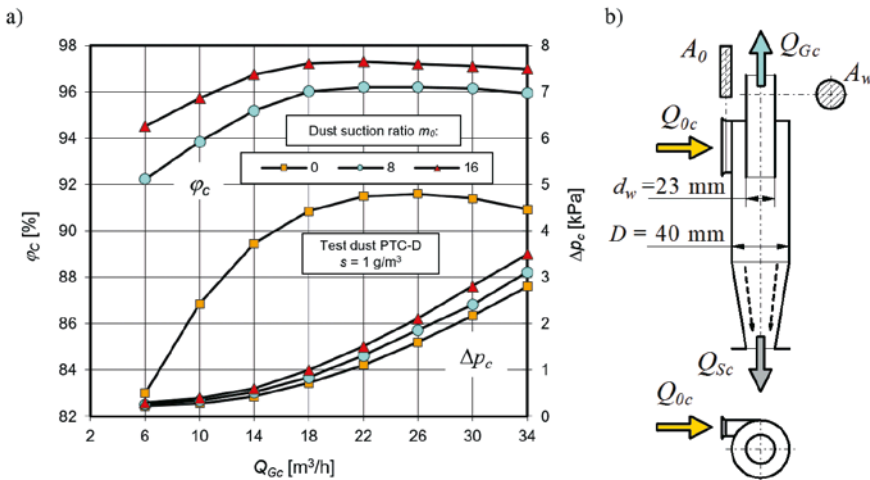 a)
98
96
94
92
90
88
86
84
82
φC [%]
8
7
6
5
4
3
2
1
0
Δpc [kPa]
Dust suction ratio m0:
0 8 16
φc
Test dust PTC-D
s = 1 g/m³
Δpc
2 6 10 14 18 22 26 30 34
QGc [m³/h]
b)
A0
QGc
Aw
Q0c
dw =23 mm
D = 40 mm
QSc
Q0c